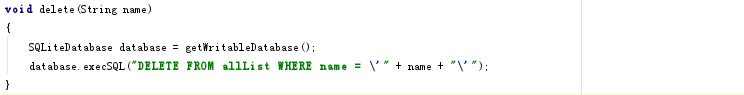 void delete(String name)
{
SQLiteDatabase database = getWritableDatabase();
database.execSQL("DELETE FROM allList WHERE name = \'" + name + "\'");
}